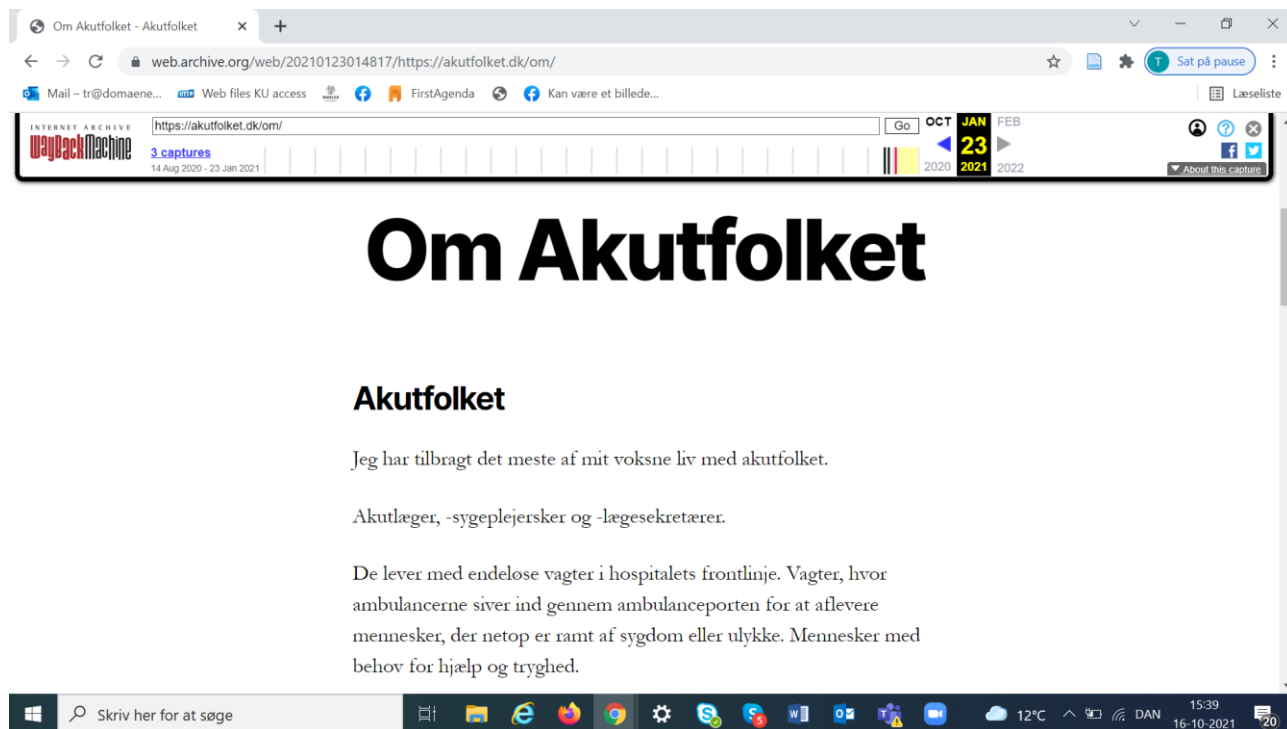 Om Akutfolket - Akutfolket
web.archive.org/web/20210123014817/https://akutfolket.dk/om/
T Sat på pause
Mail – tr@domaene... Web files KU access FirstAgenda Kan være et billede... Læseliste
INTERNET ARCHIVE
WayBackMachine
https://akutfolket.dk/om/ Go
3 captures
14 Aug 2020 - 23 Jan 2021
OCT JAN FEB
23
2020 2021 2022
About this capture
Om Akutfolket
Akutfolket
Jeg har tilbragt det meste af mit voksne liv med akutfolket.
Akutlæger, -sygeplejersker og -lægesekretærer.
De lever med endeløse vagter i hospitalets frontlinje. Vagter, hvor
ambulancerne siver ind gennem ambulanceporten for at aflevere
mennesker, der netop er ramt af sygdom eller ulykke. Mennesker med
behov for hjælp og tryghed.
Skriv her for at søge
12°C DAN
15:39
16-10-2021
20